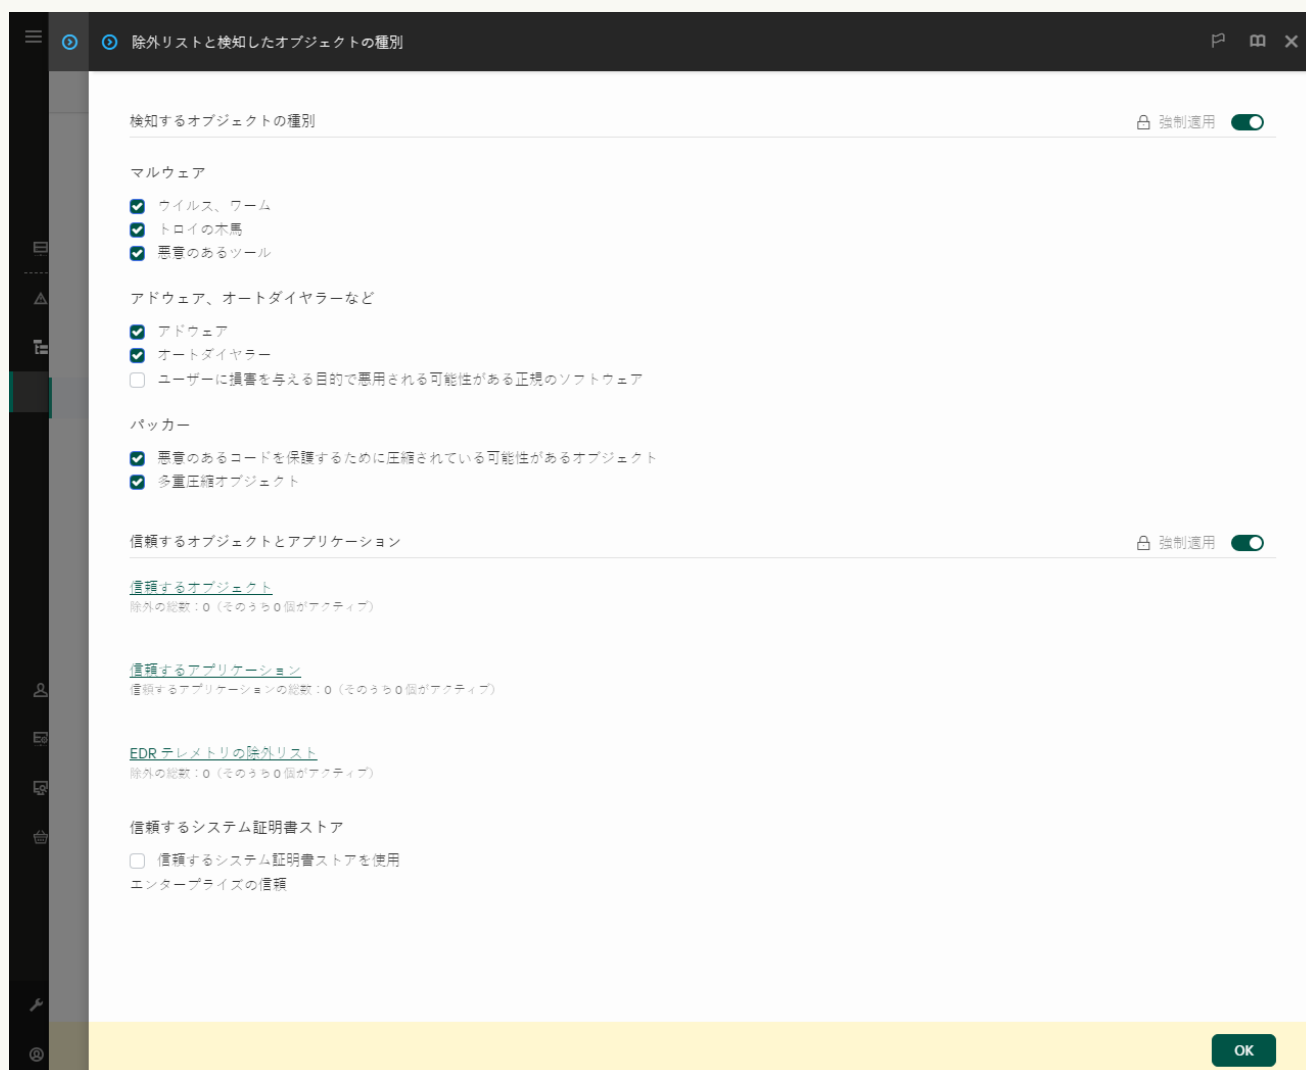 除外リストと検知したオブジェクトの種別
検知するオブジェクトの種別
強制適用
マルウェア
ウイルス、ワーム
トロイの木馬
悪意のあるツール
アドウェア、オートダイヤラーなど
アドウェア
オートダイヤラー
ユーザーに損害を与える目的で悪用される可能性がある正規のソフトウェア
パッカー
悪意のあるコードを保護するために圧縮されている可能性があるオブジェクト
多重圧縮オブジェクト
信頼するオブジェクトとアプリケーション
強制適用
信頼するオブジェクト
除外の総数：0（そのうち0個がアクティブ）
信頼するアプリケーション
信頼するアプリケーションの総数：0（そのうち0個がアクティブ）
EDR テレメトリの除外リスト
除外の総数：0（そのうち0個がアクティブ）
信頼するシステム証明書ストア
信頼するシステム証明書ストアを使用
エンタープライズの信頼
OK